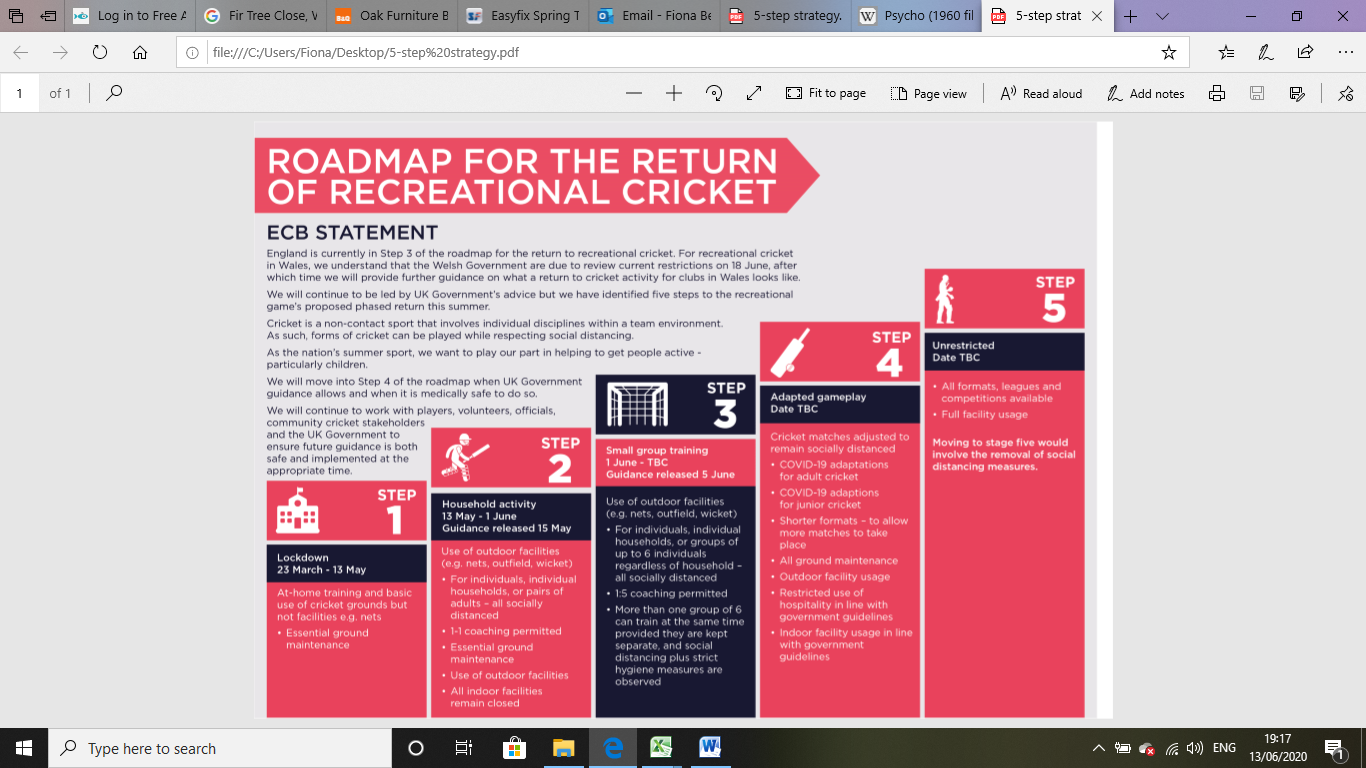 Log in to Free A
Fir Tree Close, W
B&Q
Oak Furniture B
SF
Easyfix Spring T
Email - Fiona Be
PDF
5-step strategy.
W
Psycho (1960 fil
PDF
5-step strat
file:///C:/Users/Fiona/Desktop/5-step%20strategy.pdf
1 of 1
Fit to page
Page view
Read aloud
Add notes
ROADMAP FOR THE RETURN
OF RECREATIONAL CRICKET
ECB STATEMENT
England is currently in Step 3 of the roadmap for the return to recreational cricket. For recreational cricket
in Wales, we understand that the Welsh Government are due to review current restrictions on 18 June, after
which time we will provide further guidance on what a return to cricket activity for clubs in Wales looks like.
We will continue to be led by UK Government's advice but we have identified five steps to the recreational
game's proposed phased return this summer.
Cricket is a non-contact sport that involves individual disciplines within a team environment.
As such, forms of cricket can be played while respecting social distancing.
As the nation's summer sport, we want to play our part in helping to get people active -
particularly children.
We will move into Step 4 of the roadmap when UK Government
guidance allows and when it is medically safe to do so.
We will continue to work with players, volunteers, officials,
community cricket stakeholders
and the UK Government to
ensure future guidance is both
safe and implemented at the
appropriate time.
STEP
1
Lockdown
23 March - 13 May
At-home training and basic
use of cricket grounds but
not facilities e.g. nets
• Essential ground
maintenance
STEP
2
Household activity
13 May - 1 June
Guidance released 15 May
Use of outdoor facilities
(e.g. nets, outfield, wicket)
• For individuals, individual
households, or pairs of
adults – all socially
distanced
• 1-1 coaching permitted
• Essential ground
maintenance
• Use of outdoor facilities
• All indoor facilities
remain closed
STEP
3
Small group training
1 June - TBC
Guidance released 5 June
Use of outdoor facilities
(e.g. nets, outfield, wicket)
• For individuals, individual
households, or groups of
up to 6 individuals
regardless of household –
all socially distanced
• 1:5 coaching permitted
• More than one group of 6
can train at the same time
provided they are kept
separate, and social
distancing plus strict
hygiene measures are
observed
STEP
4
Adapted gameplay
Date TBC
Cricket matches adjusted to
remain socially distanced
• COVID-19 adaptations
for adult cricket
• COVID-19 adaptions
for junior cricket
• Shorter formats – to allow
more matches to take
place
• All ground maintenance
• Outdoor facility usage
• Restricted use of
hospitality in line with
government guidelines
• Indoor facility usage in line
with government
guidelines
STEP
5
Unrestricted
Date TBC
• All formats, leagues and
competitions available
• Full facility usage
Moving to stage five would
involve the removal of social
distancing measures.
Type here to search
ENG
19:17
13/06/2020
1